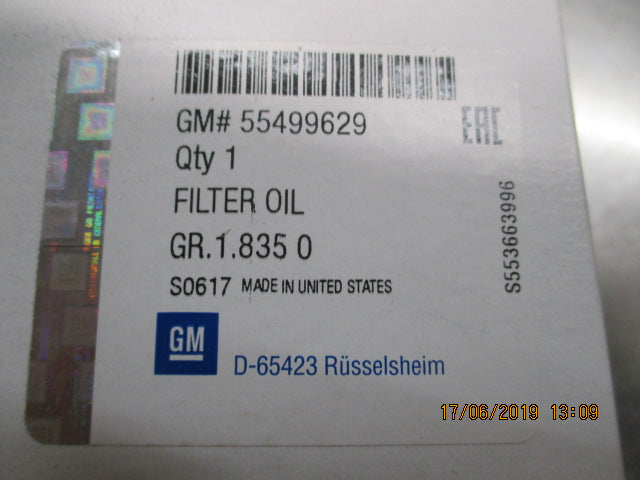 GM# 55499629
EAC
Qty 1
FILTER OIL
GR.1.835 0
S0617 MADE IN UNITED STATES
S553663996
GM
D-65423 Rüsselsheim
17/06/2019 13:09